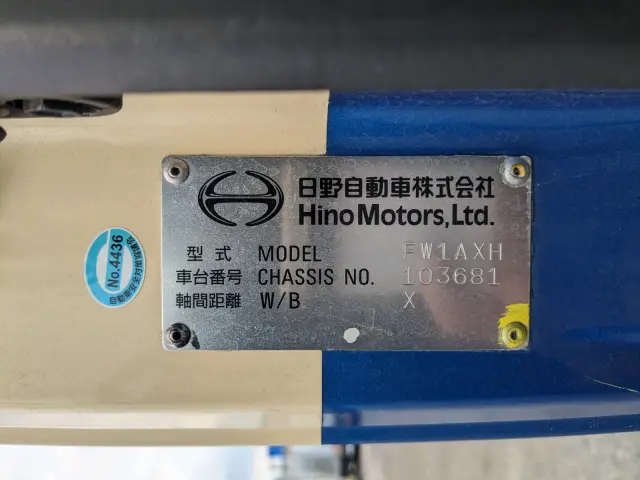 日野自動車株式会社
Hino Motors, Ltd.
型式 MODEL FW1AXH
車台番号 CHASSIS NO. 103681
軸間距離 W/B X
No.4436